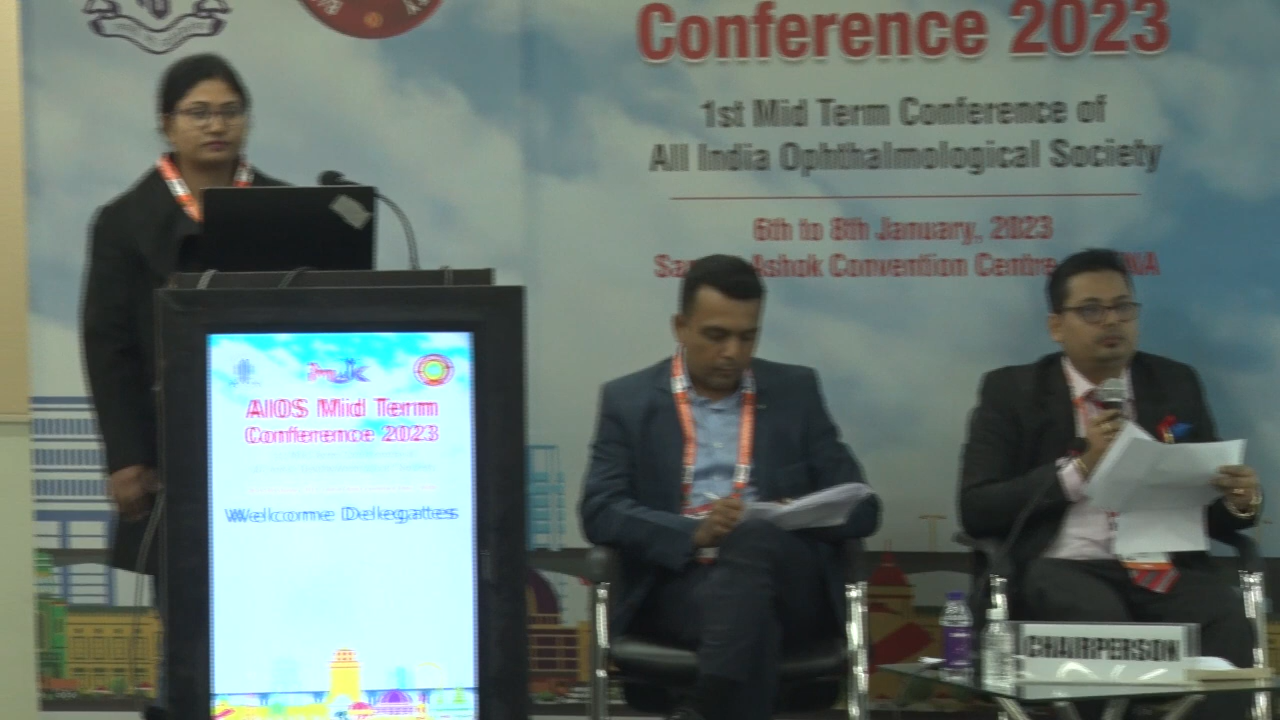 Conference 2023
1st Mid Term Conference of
All India Ophthalmological Society
6th to 8th January, 2023
Ashok Convention Centre
AIOS Mid Term
Conference 2023
Welcome Delegates
CHAIRPERSON